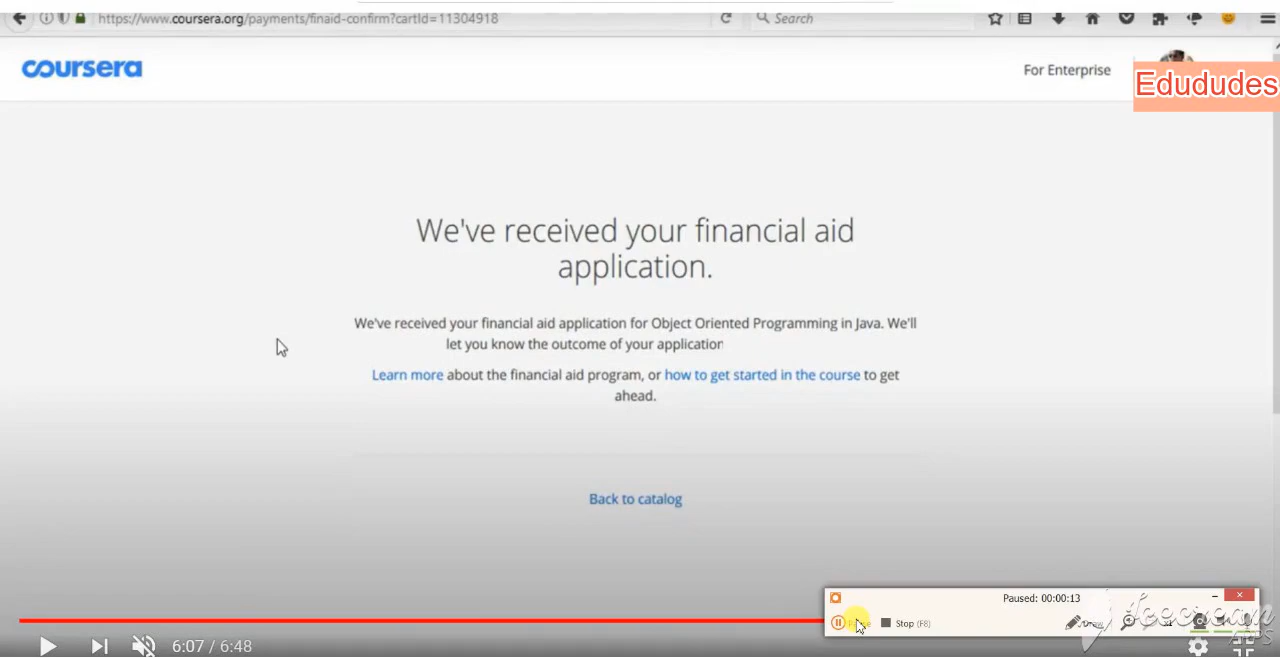 https://www.coursera.org/payments/finaid-confirm?cartId=11304918
Search
coursera
For Enterprise
Edududes
We've received your financial aid
application.
We've received your financial aid application for Object Oriented Programming in Java. We'll
let you know the outcome of your application
Learn more about the financial aid program, or how to get started in the course to get
ahead.
Back to catalog
Paused: 00:00:13
Stop (F8)
Draw
icecream
APPS
6:07 / 6:48